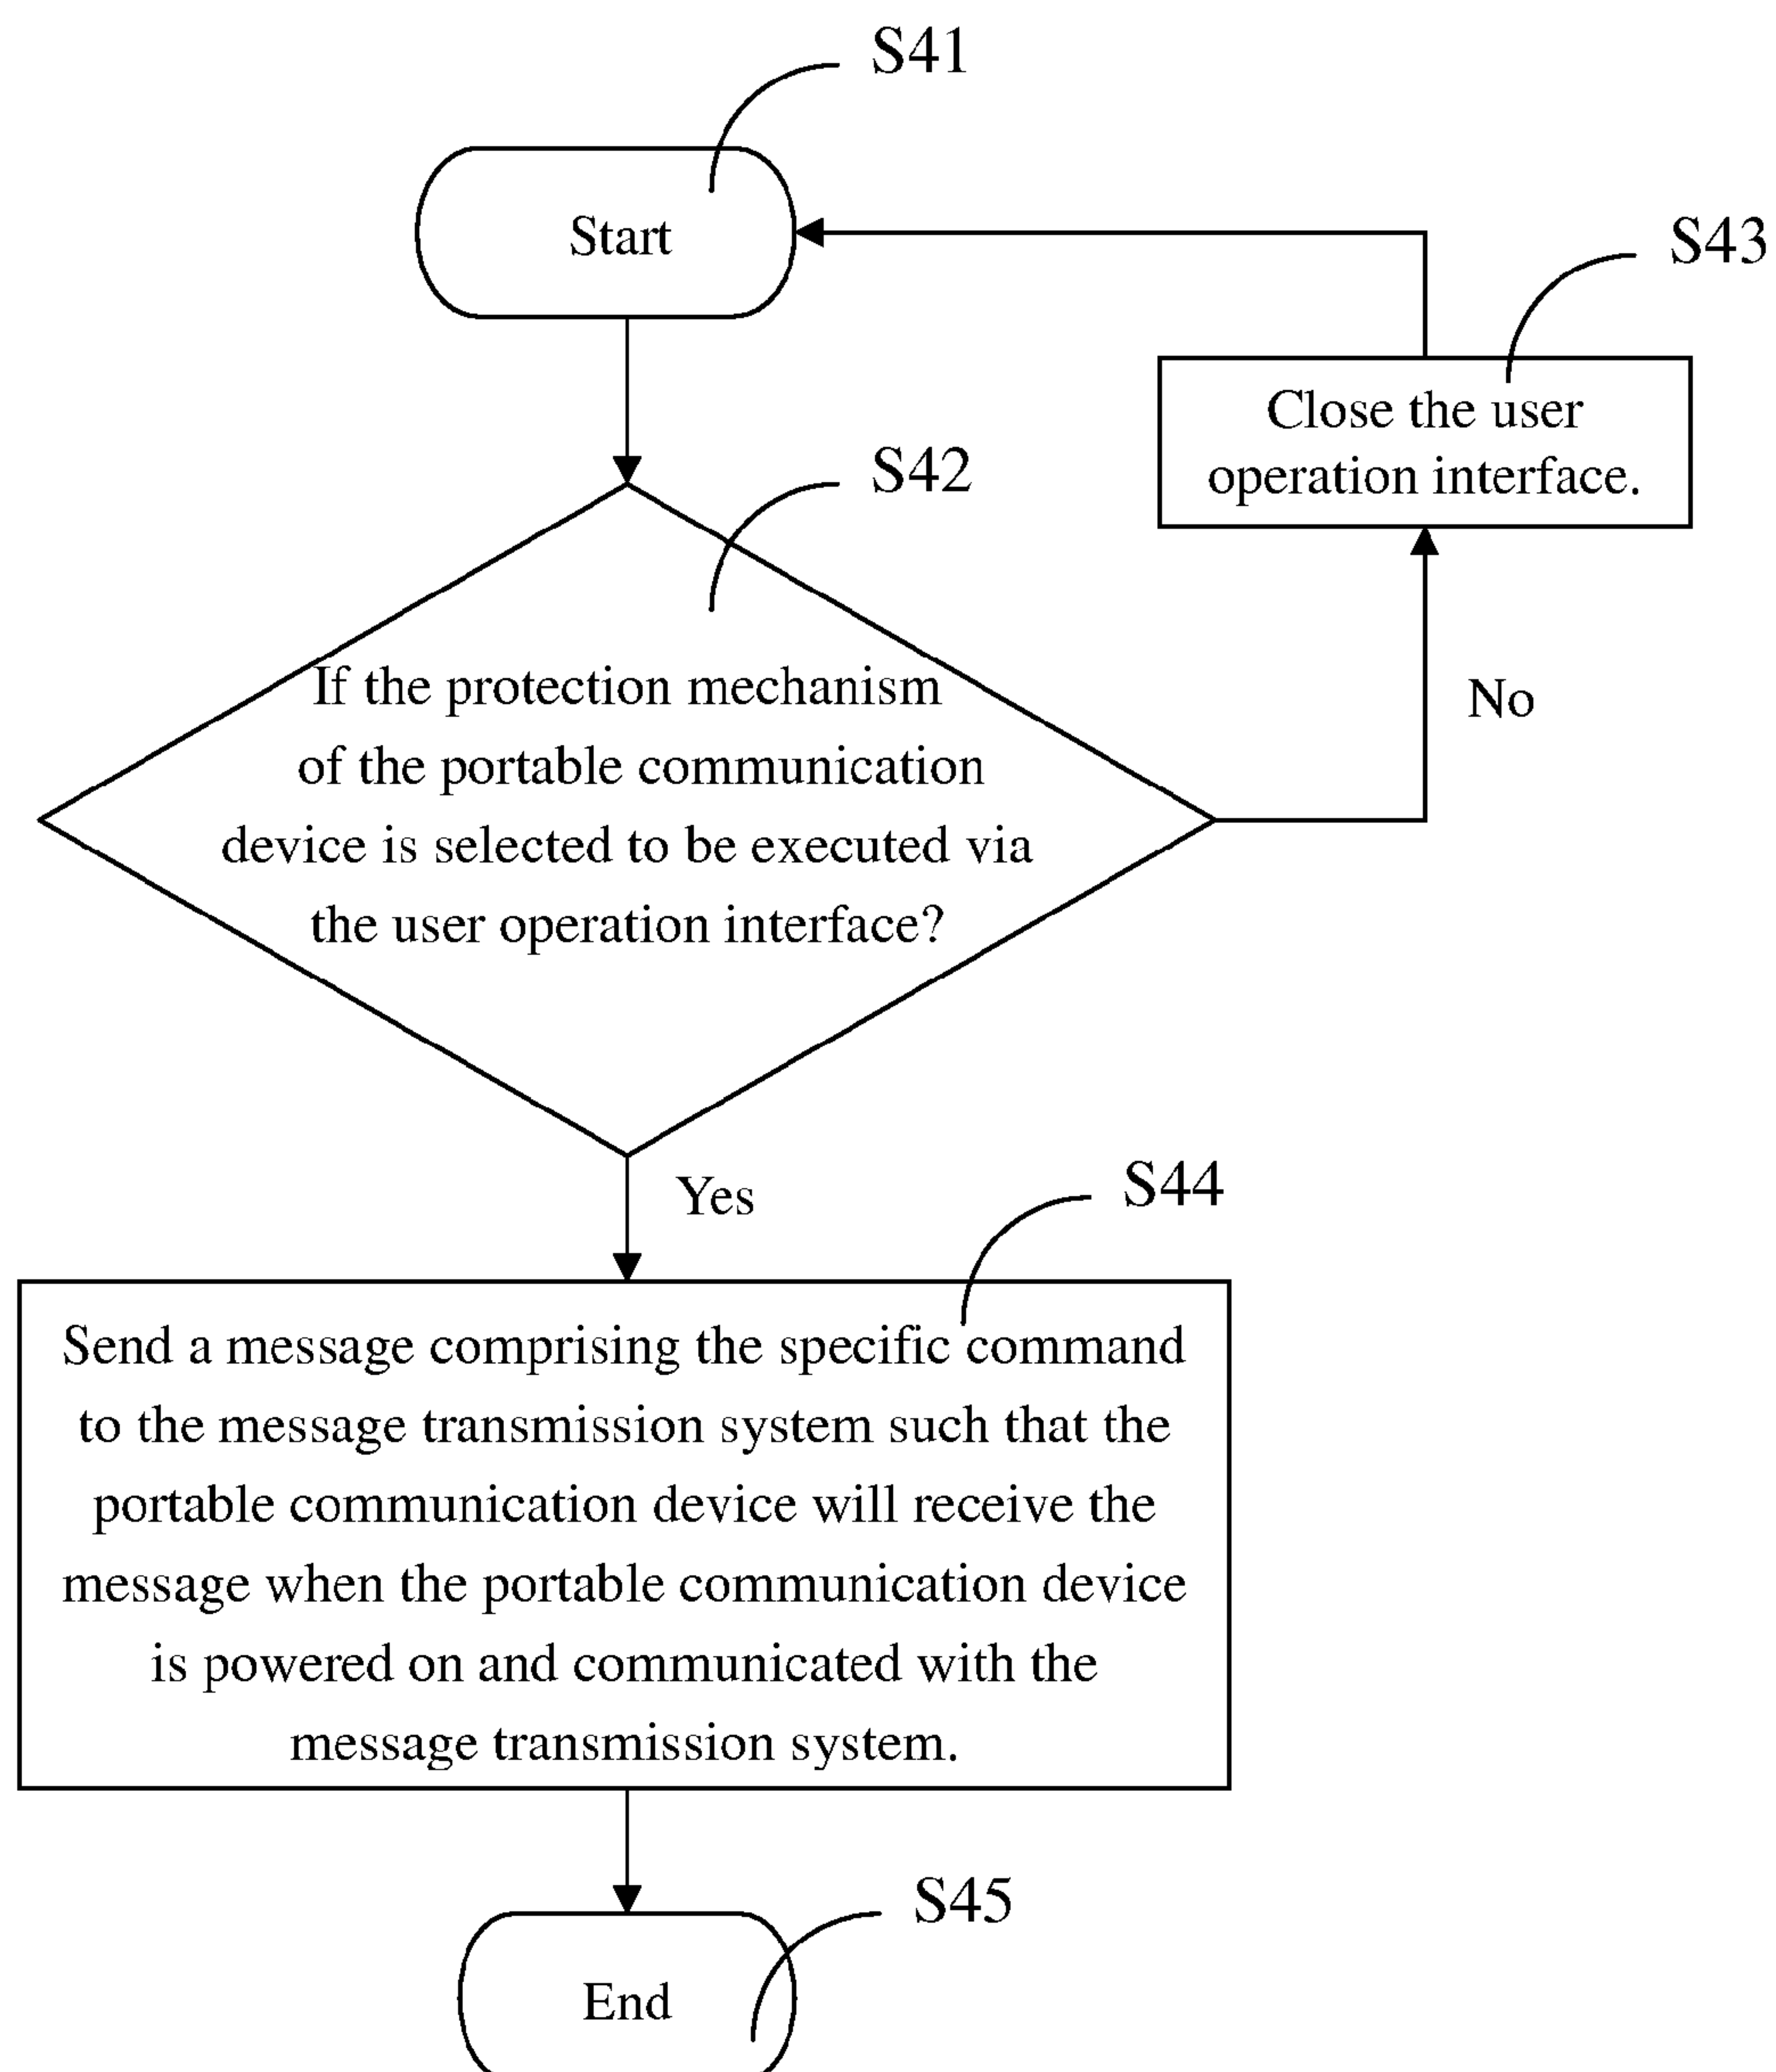 S41
Start
S43
Close the user
operation interface.
S42
If the protection mechanism
of the portable communication
device is selected to be executed via
the user operation interface?
No
Yes
S44
Send a message comprising the specific command
to the message transmission system such that the
portable communication device will receive the
message when the portable communication device
is powered on and communicated with the
message transmission system.
S45
End